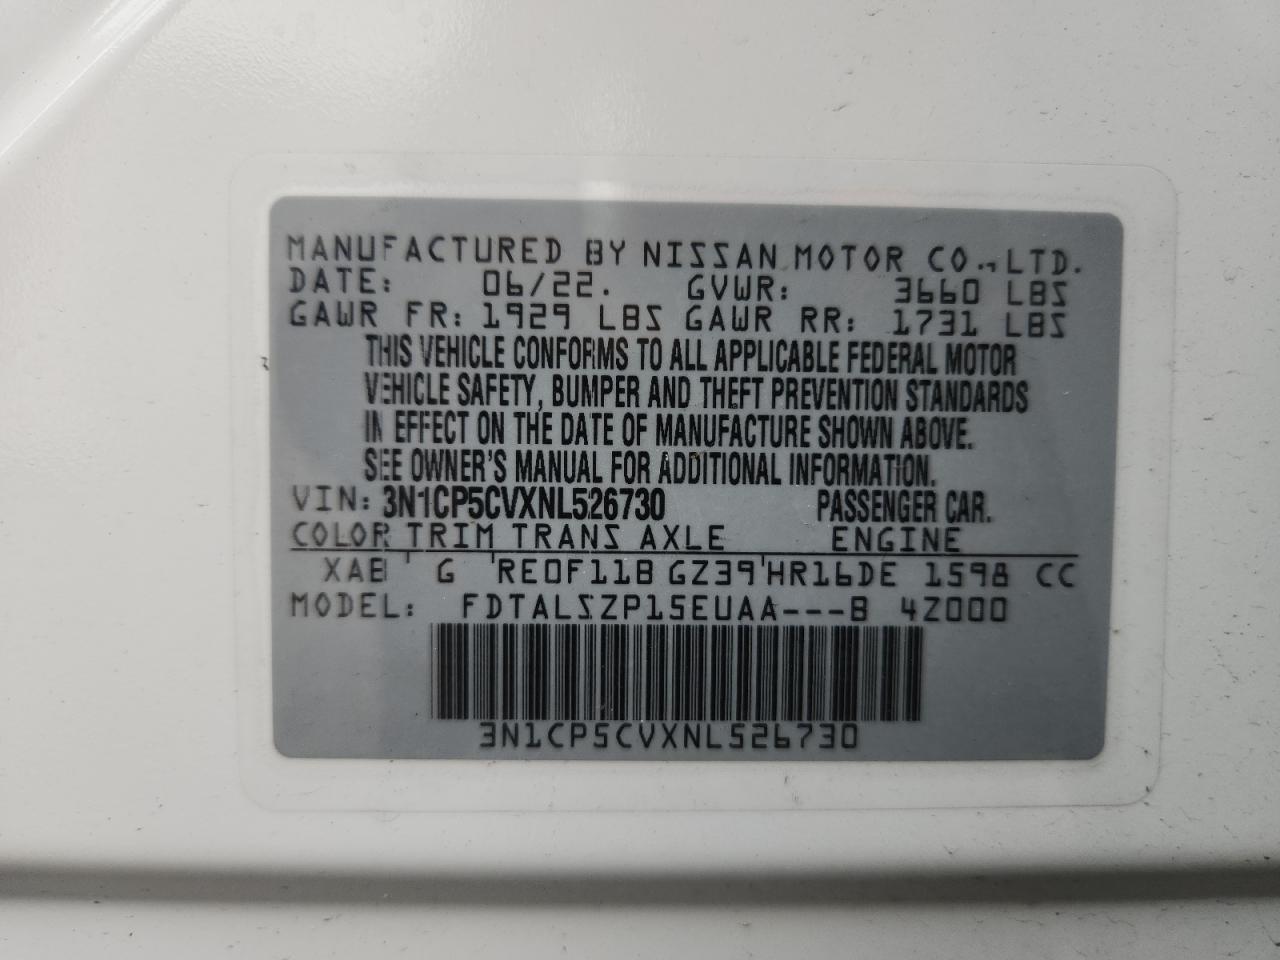 MANUFACTURED BY NISSAN MOTOR CO.,LTD.
DATE: 06/22. GVWR: 3660 LBS
GAWR FR: 1929 LBS GAWR RR: 1731 LBS
THIS VEHICLE CONFORMS TO ALL APPLICABLE FEDERAL MOTOR
VEHICLE SAFETY, BUMPER AND THEFT PREVENTION STANDARDS
IN EFFECT ON THE DATE OF MANUFACTURE SHOWN ABOVE.
SEE OWNER'S MANUAL FOR ADDITIONAL INFORMATION.
VIN: 3N1CP5CVXNL526730 PASSENGER CAR.
COLOR TRIM TRANS AXLE ENGINE
XAB G RE0F11B GZ39 HR16DE 1598 CC
MODEL: FDTALSZP15EUAA---B 4Z000
3N1CP5CVXNL526730